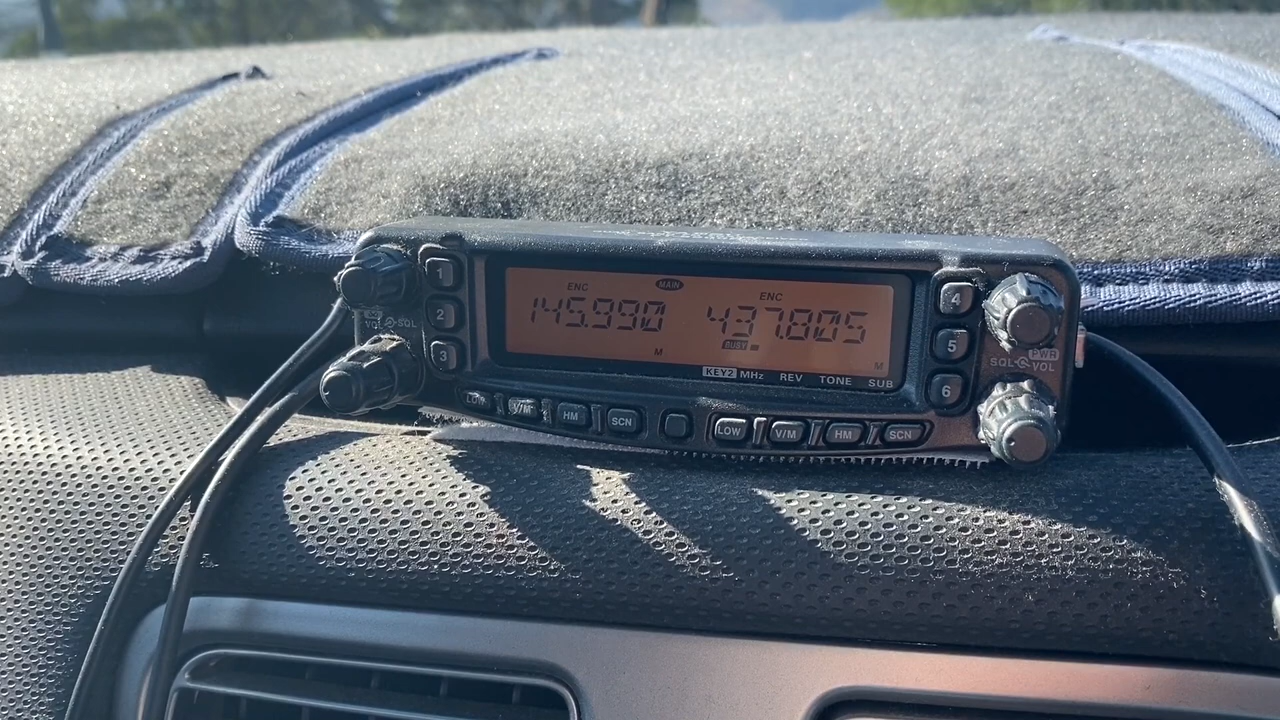 ENC MAIN ENC
145.990 437.805
BUSY
M M
KEY2 MHz REV TONE SUB
1
2
3
4
5
6
VOL SQL
PWR
SQL VOL
LOW V/M HM SCN LOW V/M HM SCN